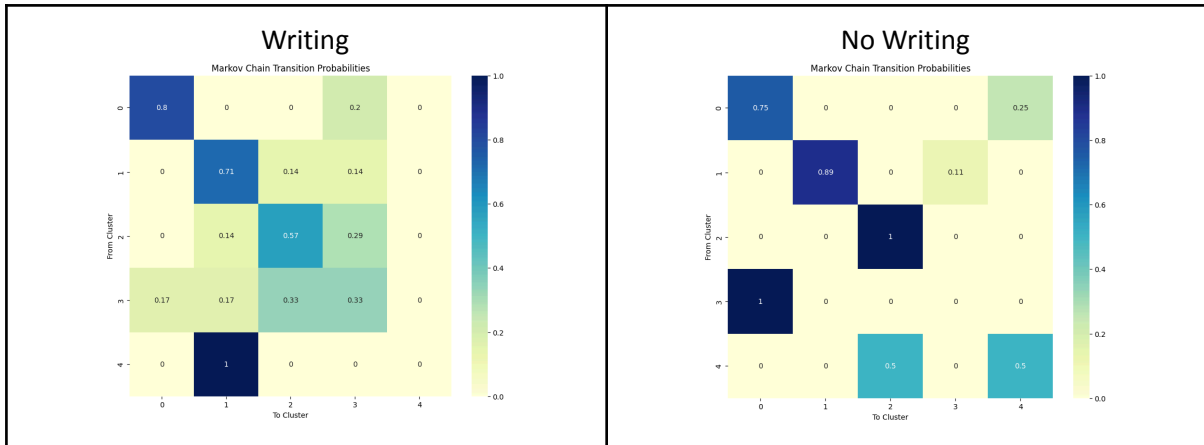 Writing
Markov Chain Transition Probabilities
1.0
0 0.8 0 0 0.2 0
0.8
1 0 0.71 0.14 0.14 0
0.6
From Cluster
2 0 0.14 0.57 0.29 0
0.4
3 0.17 0.17 0.33 0.33 0
0.2
4 0 1 0 0 0
0.0
0 1 2 3 4
To Cluster
No Writing
Markov Chain Transition Probabilities
1.0
0 0.75 0 0 0 0.25
0.8
1 0 0.89 0 0.11 0
0.6
From Cluster
2 0 0 1 0 0
0.4
3 1 0 0 0 0
0.2
4 0 0 0.5 0 0.5
0.0
0 1 2 3 4
To Cluster